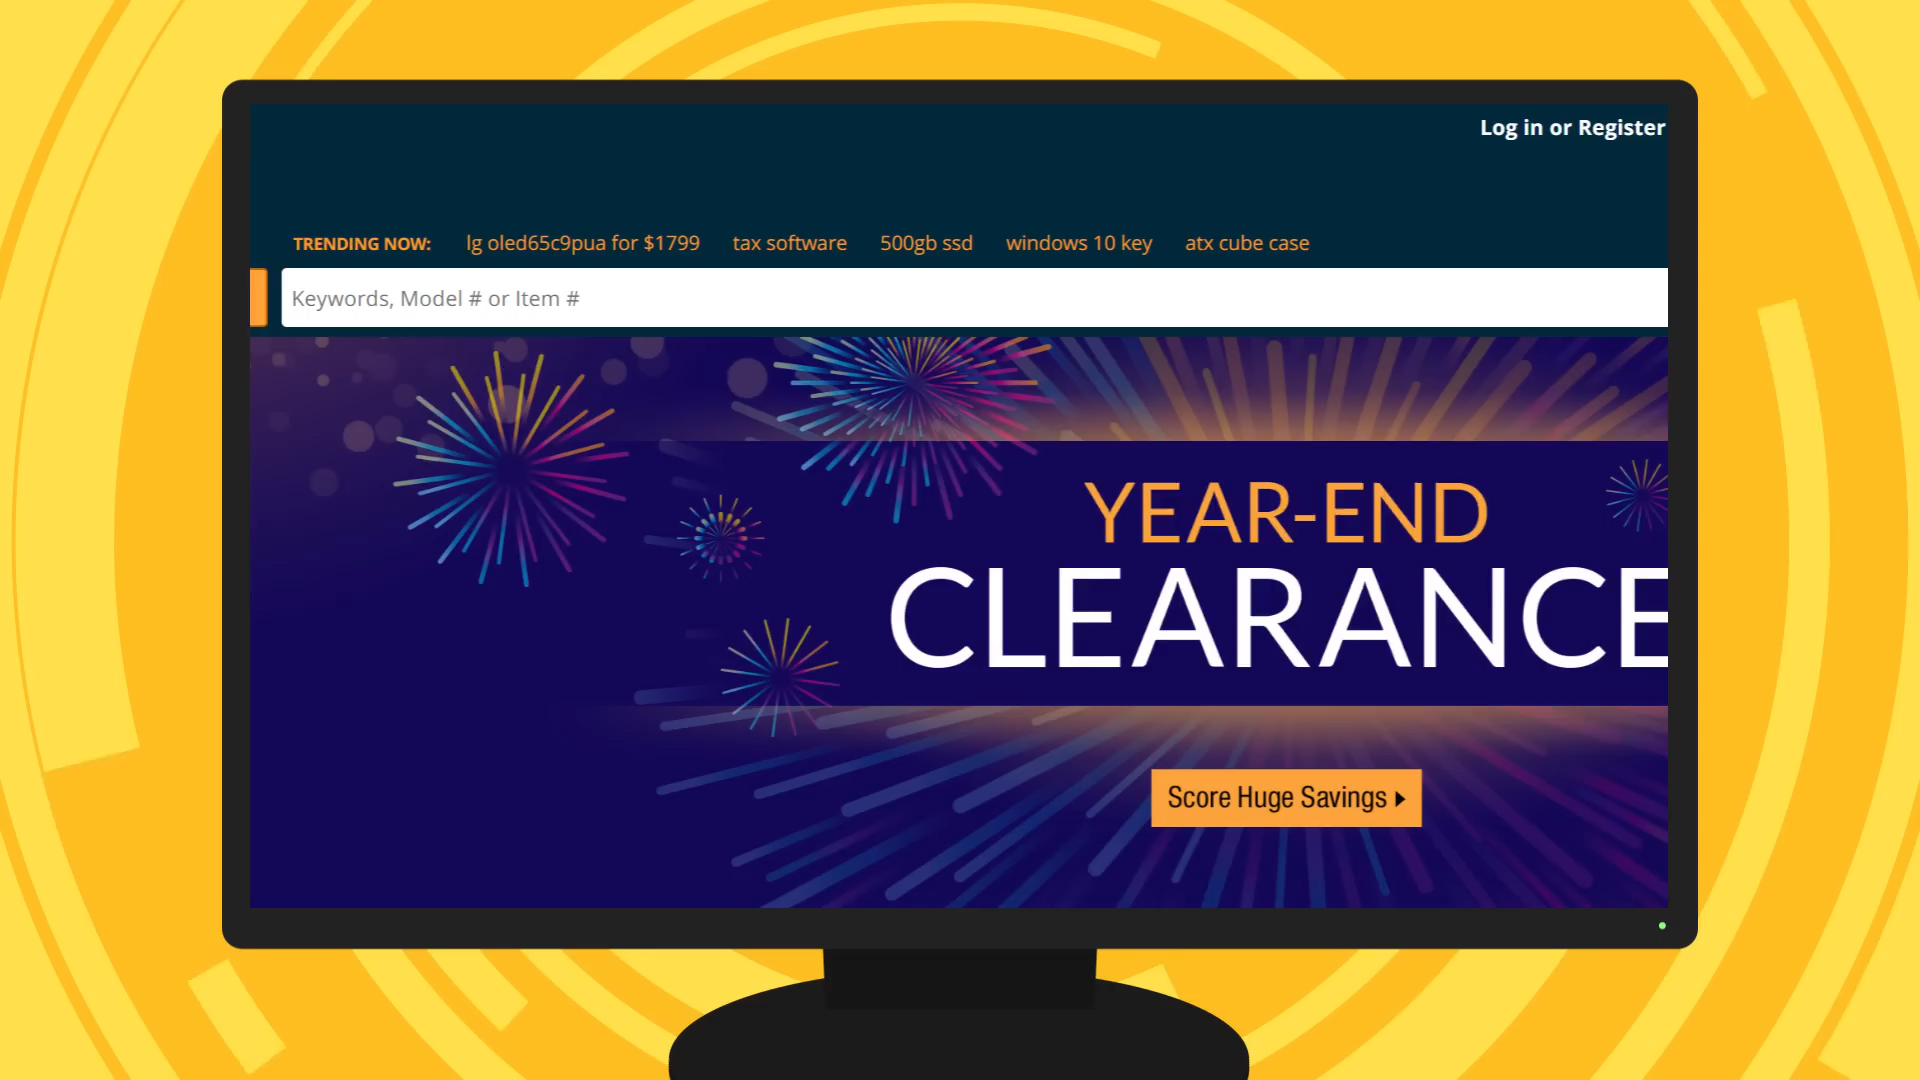 Log in or Register
TRENDING NOW: lg oled65c9pua for $1799 tax software 500gb ssd windows 10 key atx cube case
Keywords, Model # or Item #
YEAR-END
CLEARANCE
Score Huge Savings